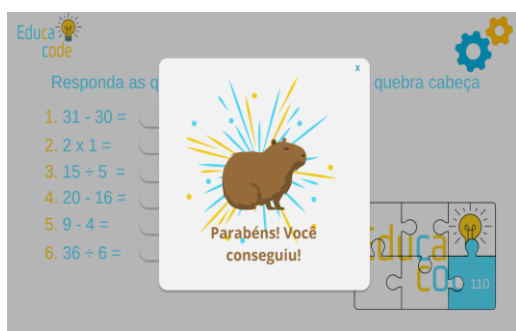 Educa
code
x
Responda as q quebra cabeça
1. 31 - 30 =
2. 2 x 1 =
3. 15 ÷ 5 =
4. 20 - 16 =
5. 9 - 4 =
6. 36 ÷ 6 =
Parabéns! Você
conseguiu!
Educa
co
110